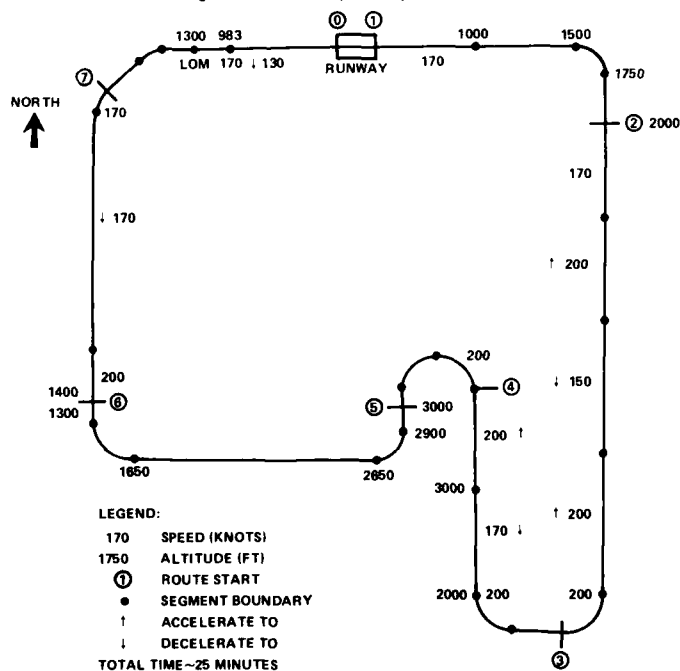 ⓪ ①
1300 983 1000 1500
LOM 170 ↓ 130 RUNWAY 170
1750
⑦
NORTH
170
② 2000
170
↓ 170
↑ 200
200
↓ 150
200
④
1400
1300
⑥
⑤ 3000
2900
200 ↑
1650 2650
3000
LEGEND:
170 SPEED (KNOTS)
170 ↓
↑ 200
1750 ALTITUDE (FT)
① ROUTE START
● SEGMENT BOUNDARY
2000 200 200
↑ ACCELERATE TO
↓ DECELERATE TO
③
TOTAL TIME~25 MINUTES